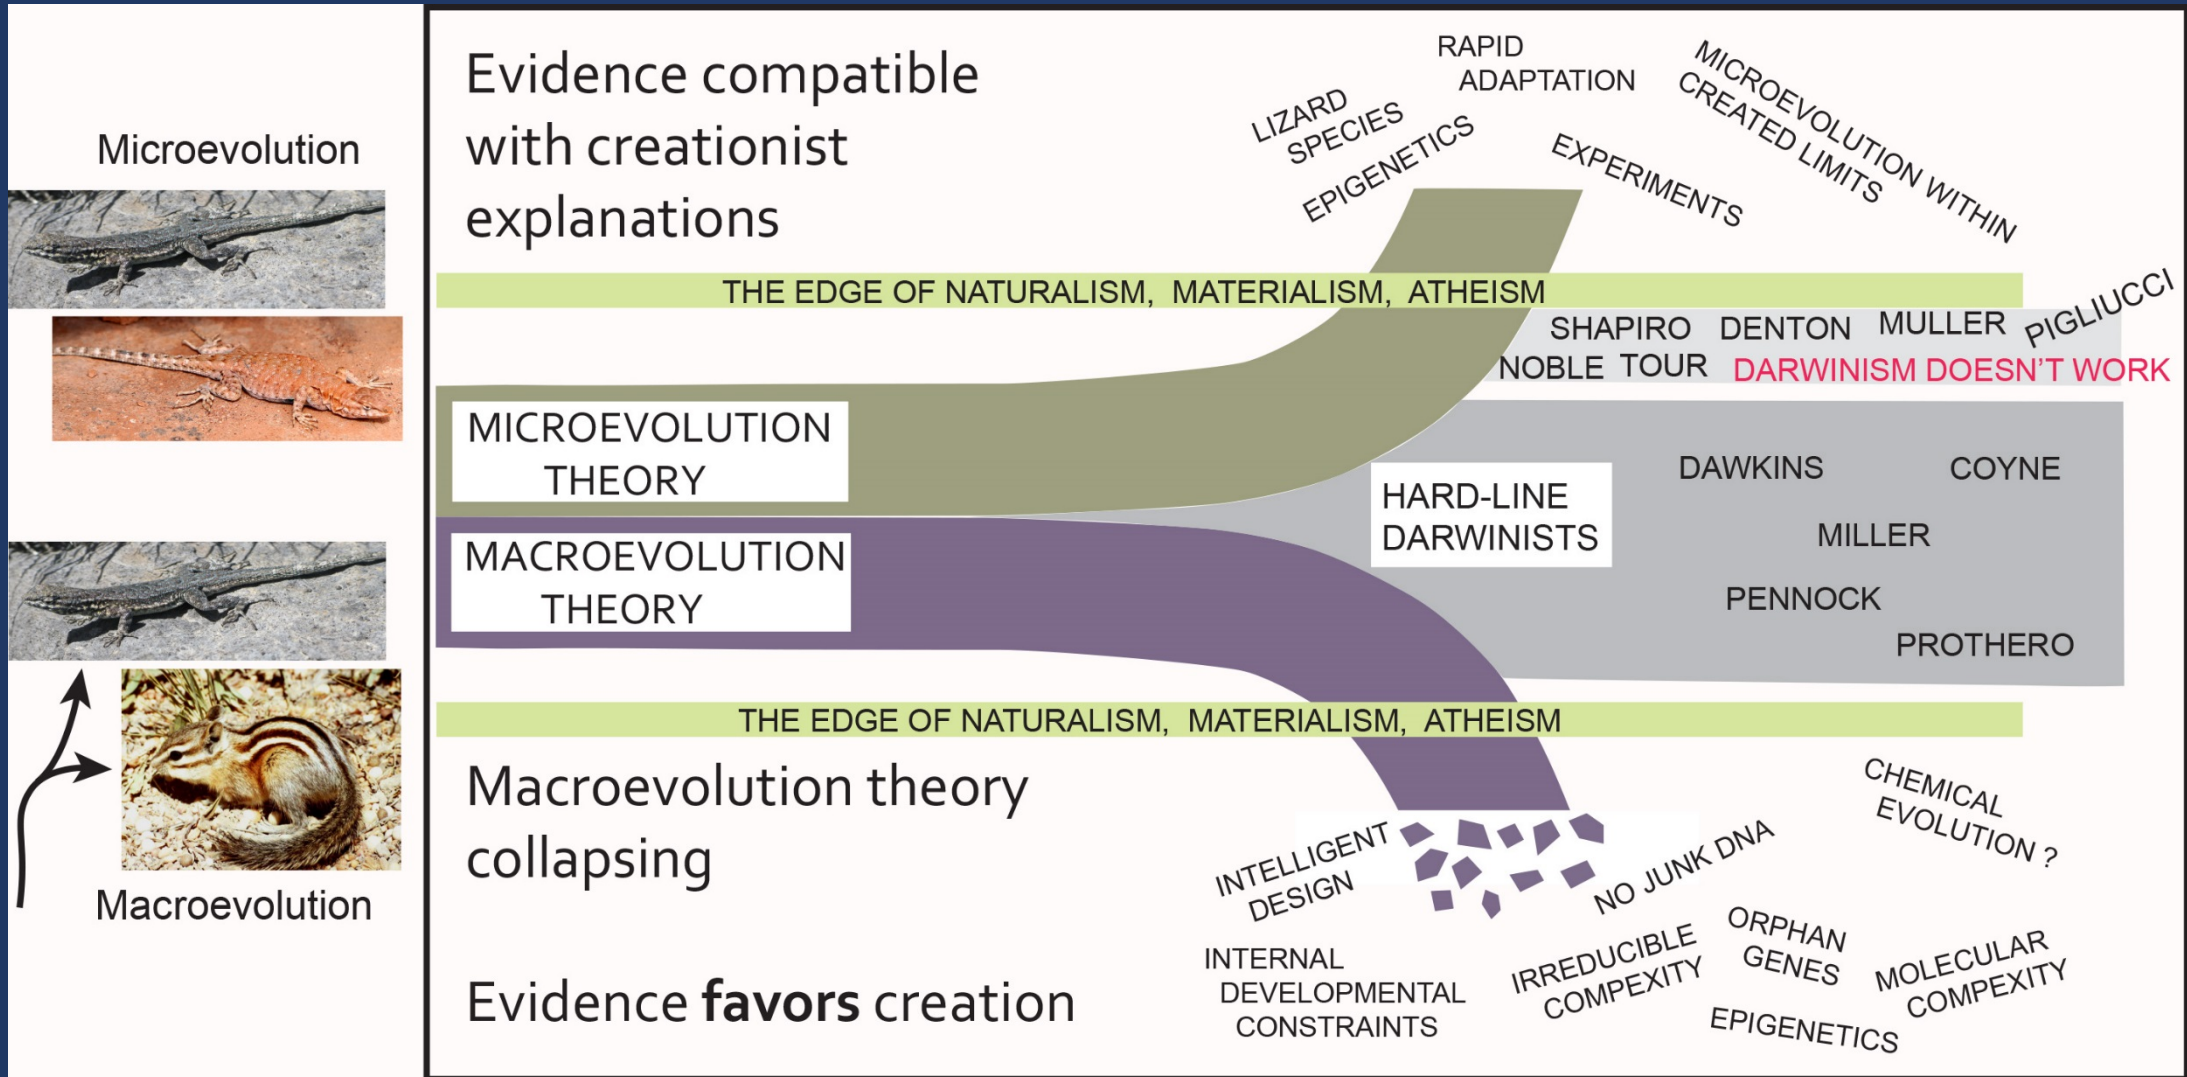 Microevolution
Macroevolution
Evidence compatible
with creationist
explanations
LIZARD
SPECIES
EPIGENETICS
RAPID
ADAPTATION
EXPERIMENTS
MICROEVOLUTION WITHIN
CREATED LIMITS
THE EDGE OF NATURALISM, MATERIALISM, ATHEISM
SHAPIRO DENTON MULLER PIGLIUCCI
NOBLE TOUR DARWINISM DOESN'T WORK
MICROEVOLUTION
THEORY
MACROEVOLUTION
THEORY
HARD-LINE
DARWINISTS
DAWKINS COYNE
MILLER
PENNOCK
PROTHERO
THE EDGE OF NATURALISM, MATERIALISM, ATHEISM
Macroevolution theory
collapsing
Evidence favors creation
INTELLIGENT
DESIGN
NO JUNK DNA
CHEMICAL
EVOLUTION ?
INTERNAL
DEVELOPMENTAL
CONSTRAINTS
IRREDUCIBLE
COMPEXITY
ORPHAN
GENES
MOLECULAR
COMPEXITY
EPIGENETICS